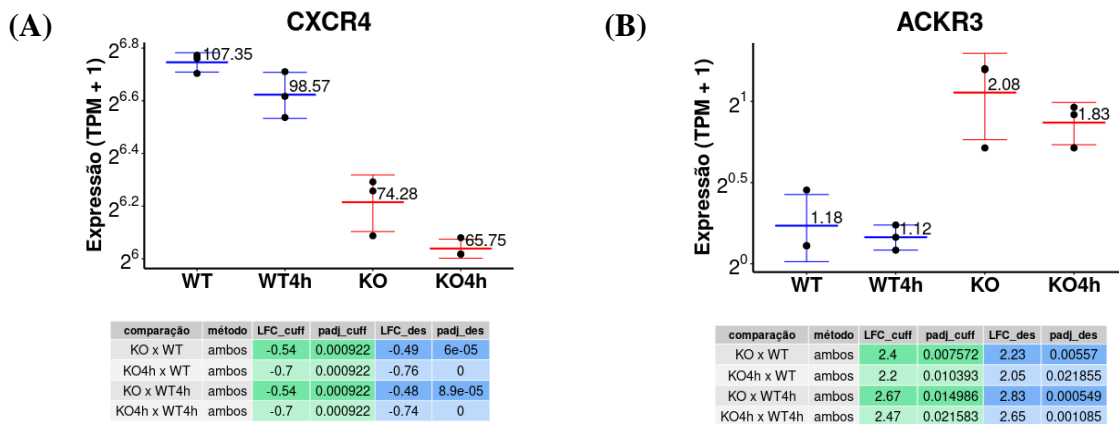 (A)
CXCR4
Expressão (TPM + 1)
2^6.8
2^6.6
2^6.4
2^6.2
2^6
107.35
98.57
74.28
65.75
WT WT4h KO KO4h
comparação método LFC_cuff padj_cuff LFC_des padj_des
KO x WT ambos -0.54 0.000922 -0.49 6e-05
KO4h x WT ambos -0.7 0.000922 -0.76 0
KO x WT4h ambos -0.54 0.000922 -0.48 8.9e-05
KO4h x WT4h ambos -0.7 0.000922 -0.74 0
(B)
ACKR3
Expressão (TPM + 1)
2^1
2^0.5
2^0
1.18
1.12
2.08
1.83
WT WT4h KO KO4h
comparação método LFC_cuff padj_cuff LFC_des padj_des
KO x WT ambos 2.4 0.007572 2.23 0.00557
KO4h x WT ambos 2.2 0.010393 2.05 0.021855
KO x WT4h ambos 2.67 0.014986 2.83 0.000549
KO4h x WT4h ambos 2.47 0.021583 2.65 0.001085